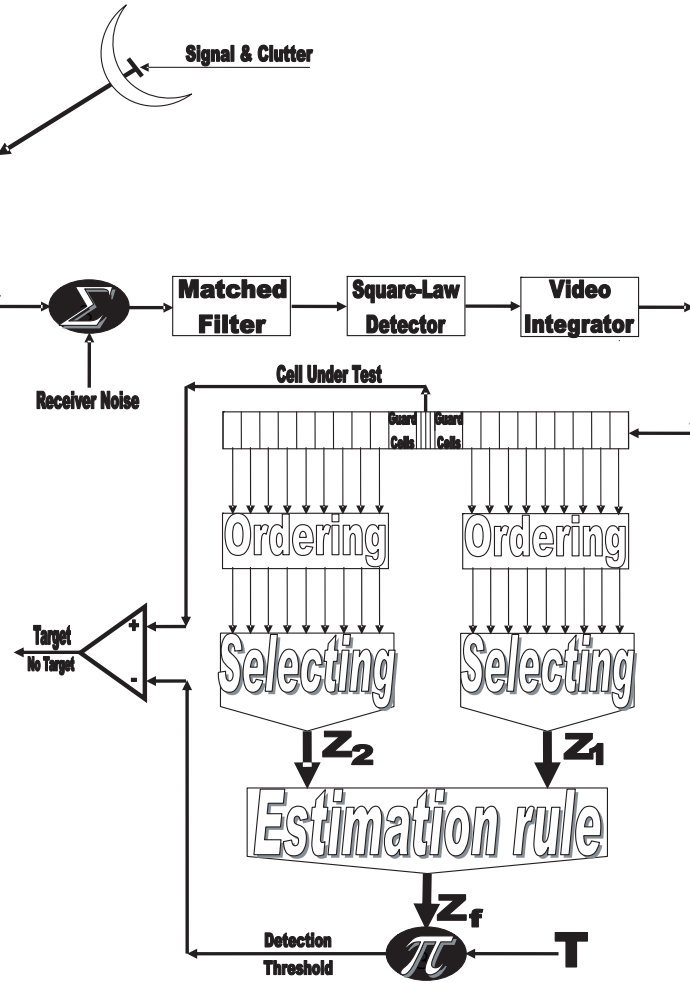 Signal & Clutter
Σ
Matched
Filter
Square-Law
Detector
Video
Integrator
Receiver Noise
Cell Under Test
Guard
Cells
Guard
Cells
Ordering
Ordering
Target
No Target
+
-
Selecting
Selecting
Z2
Z1
Estimation rule
Zf
Detection
Threshold
π
T